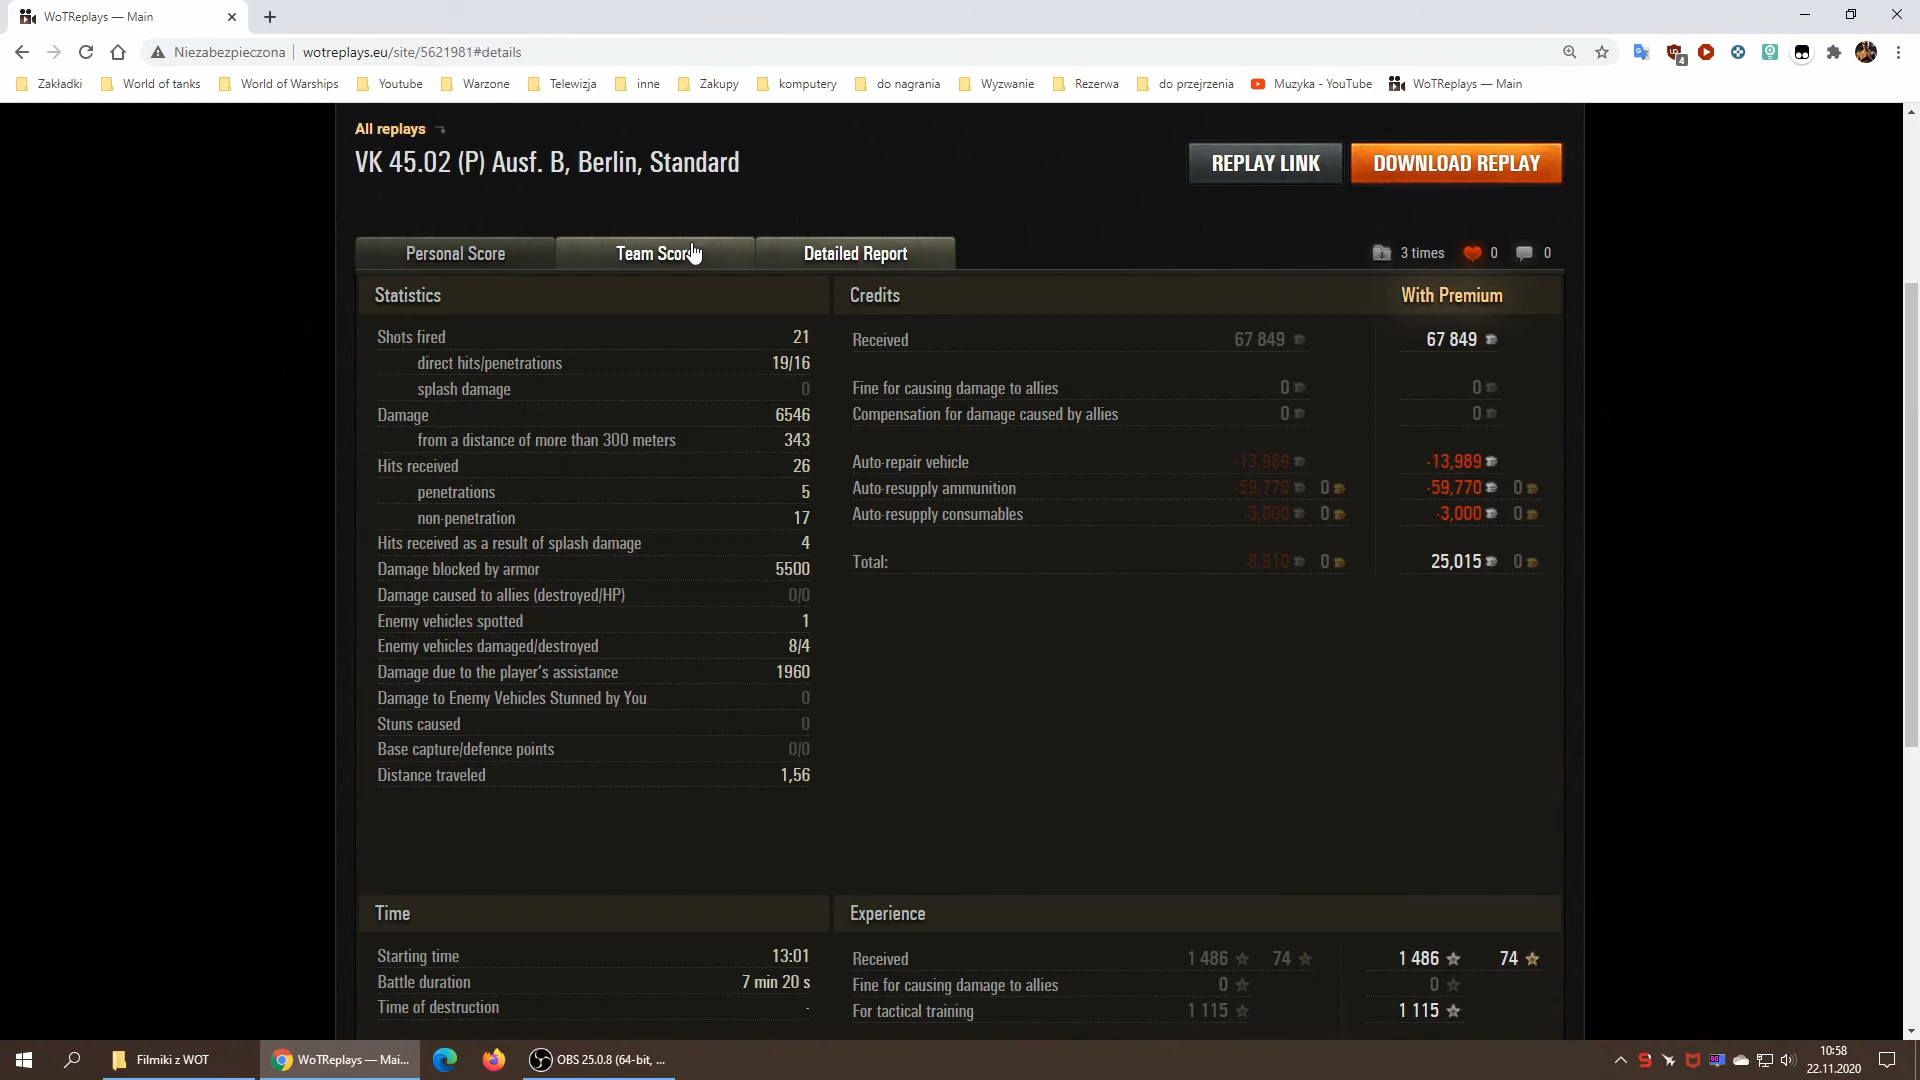 WoTReplays — Main
Niezabezpieczona wotreplays.eu/site/5621981#details
4
Zakładki World of tanks World of Warships Youtube Warzone Telewizja inne Zakupy komputery do nagrania Wyzwanie Rezerwa do przejrzenia Muzyka - YouTube WoTReplays — Main
All replays
VK 45.02 (P) Ausf. B, Berlin, Standard
REPLAY LINK DOWNLOAD REPLAY
Personal Score Team Score Detailed Report 3 times 0 0
Statistics Credits With Premium
Shots fired 21
direct hits/penetrations 19/16
splash damage 0
Damage 6546
from a distance of more than 300 meters 343
Hits received 26
penetrations 5
non-penetration 17
Hits received as a result of splash damage 4
Damage blocked by armor 5500
Damage caused to allies (destroyed/HP) 0/0
Enemy vehicles spotted 1
Enemy vehicles damaged/destroyed 8/4
Damage due to the player's assistance 1960
Damage to Enemy Vehicles Stunned by You 0
Stuns caused 0
Base capture/defence points 0/0
Distance traveled 1,56
Received 67 849 67 849
Fine for causing damage to allies 0 0
Compensation for damage caused by allies 0 0
Auto-repair vehicle -13,989 -13,989
Auto-resupply ammunition -59,770 0 -59,770 0
Auto-resupply consumables -3,000 0 -3,000 0
Total: -8,910 0 25,015 0
Time Experience
Starting time 13:01
Battle duration 7 min 20 s
Time of destruction -
Received 1 486 74 1 486 74
Fine for causing damage to allies 0 0
For tactical training 1 115 1 115
Filmiki z WOT WoTReplays — Mai... OBS 25.0.8 (64-bit, ...
10:58
22.11.2020